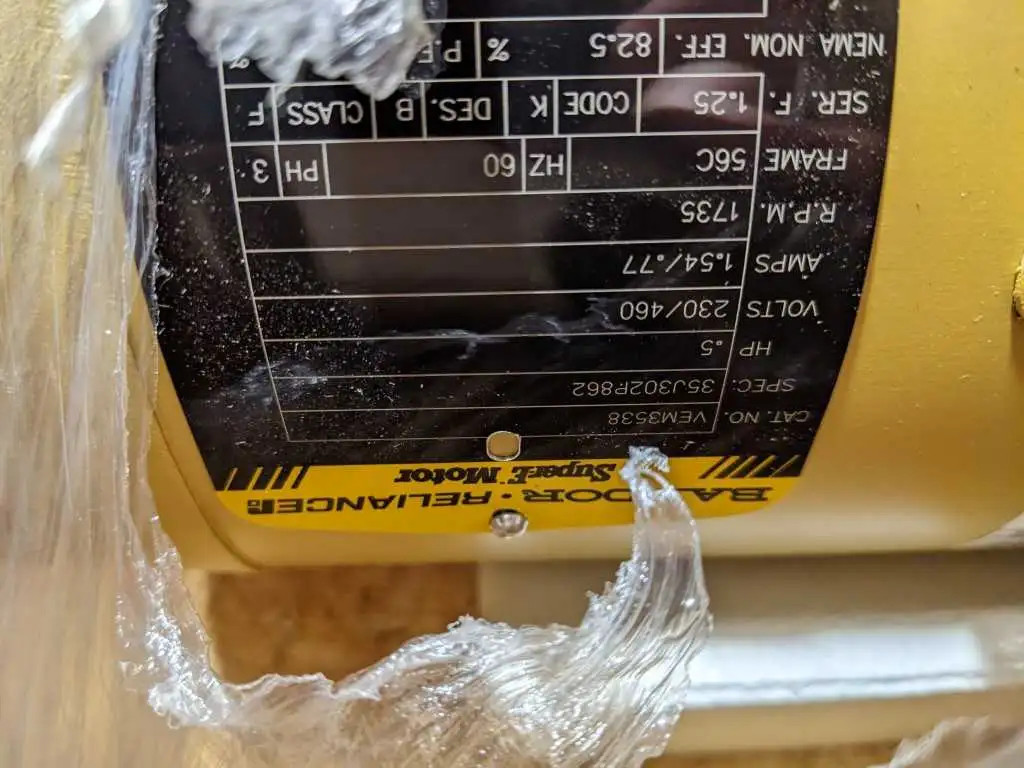 BALDOR • RELIANCE
Super-E Motor
CAT. NO. VEM3538
SPEC. 35J302P862
HP .5
VOLTS 230/460
AMPS 1.54/.77
R.P.M. 1735
FRAME 56C HZ 60 PH 3
SER. F. 1.25 CODE K DES. B CLASS F
NEMA NOM. EFF. 82.5 % P.F. %